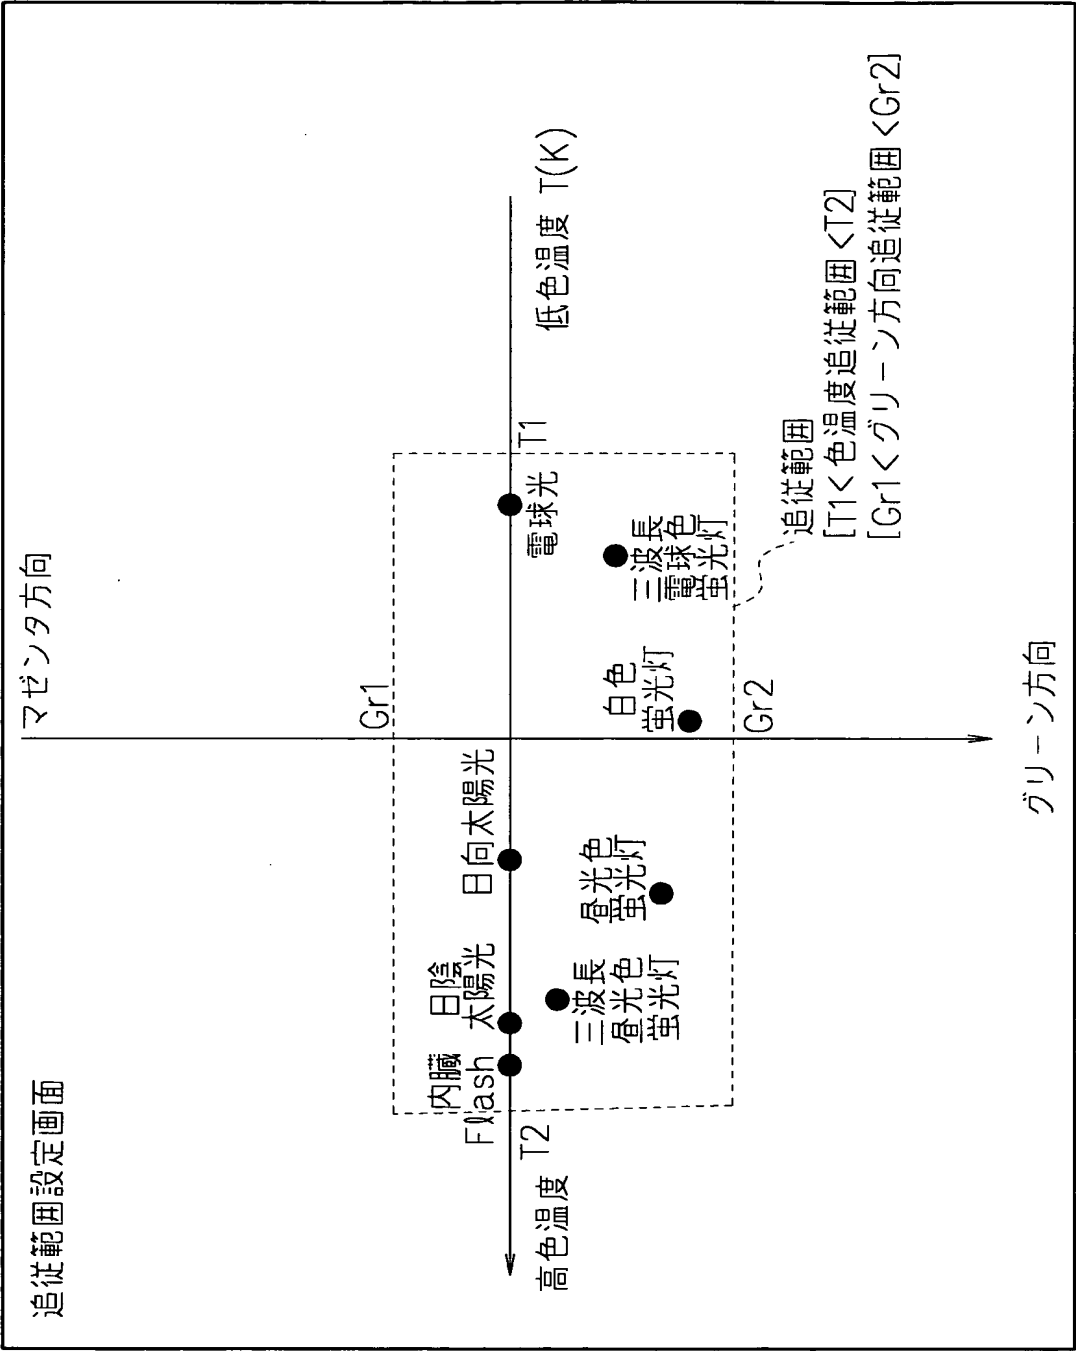 追従範囲設定画面
マゼンタ方向
Gr1
内臓
Flash
日陰
太陽光
日向太陽光
高色温度
T2
T1
低色温度 T(K)
電球光
三波長
昼光色
蛍光灯
昼光色
蛍光灯
白色
蛍光灯
三波長
電球色
蛍光灯
Gr2
追従範囲
[T1<色温度追従範囲<T2]
[Gr1<グリーン方向追従範囲<Gr2]
グリーン方向